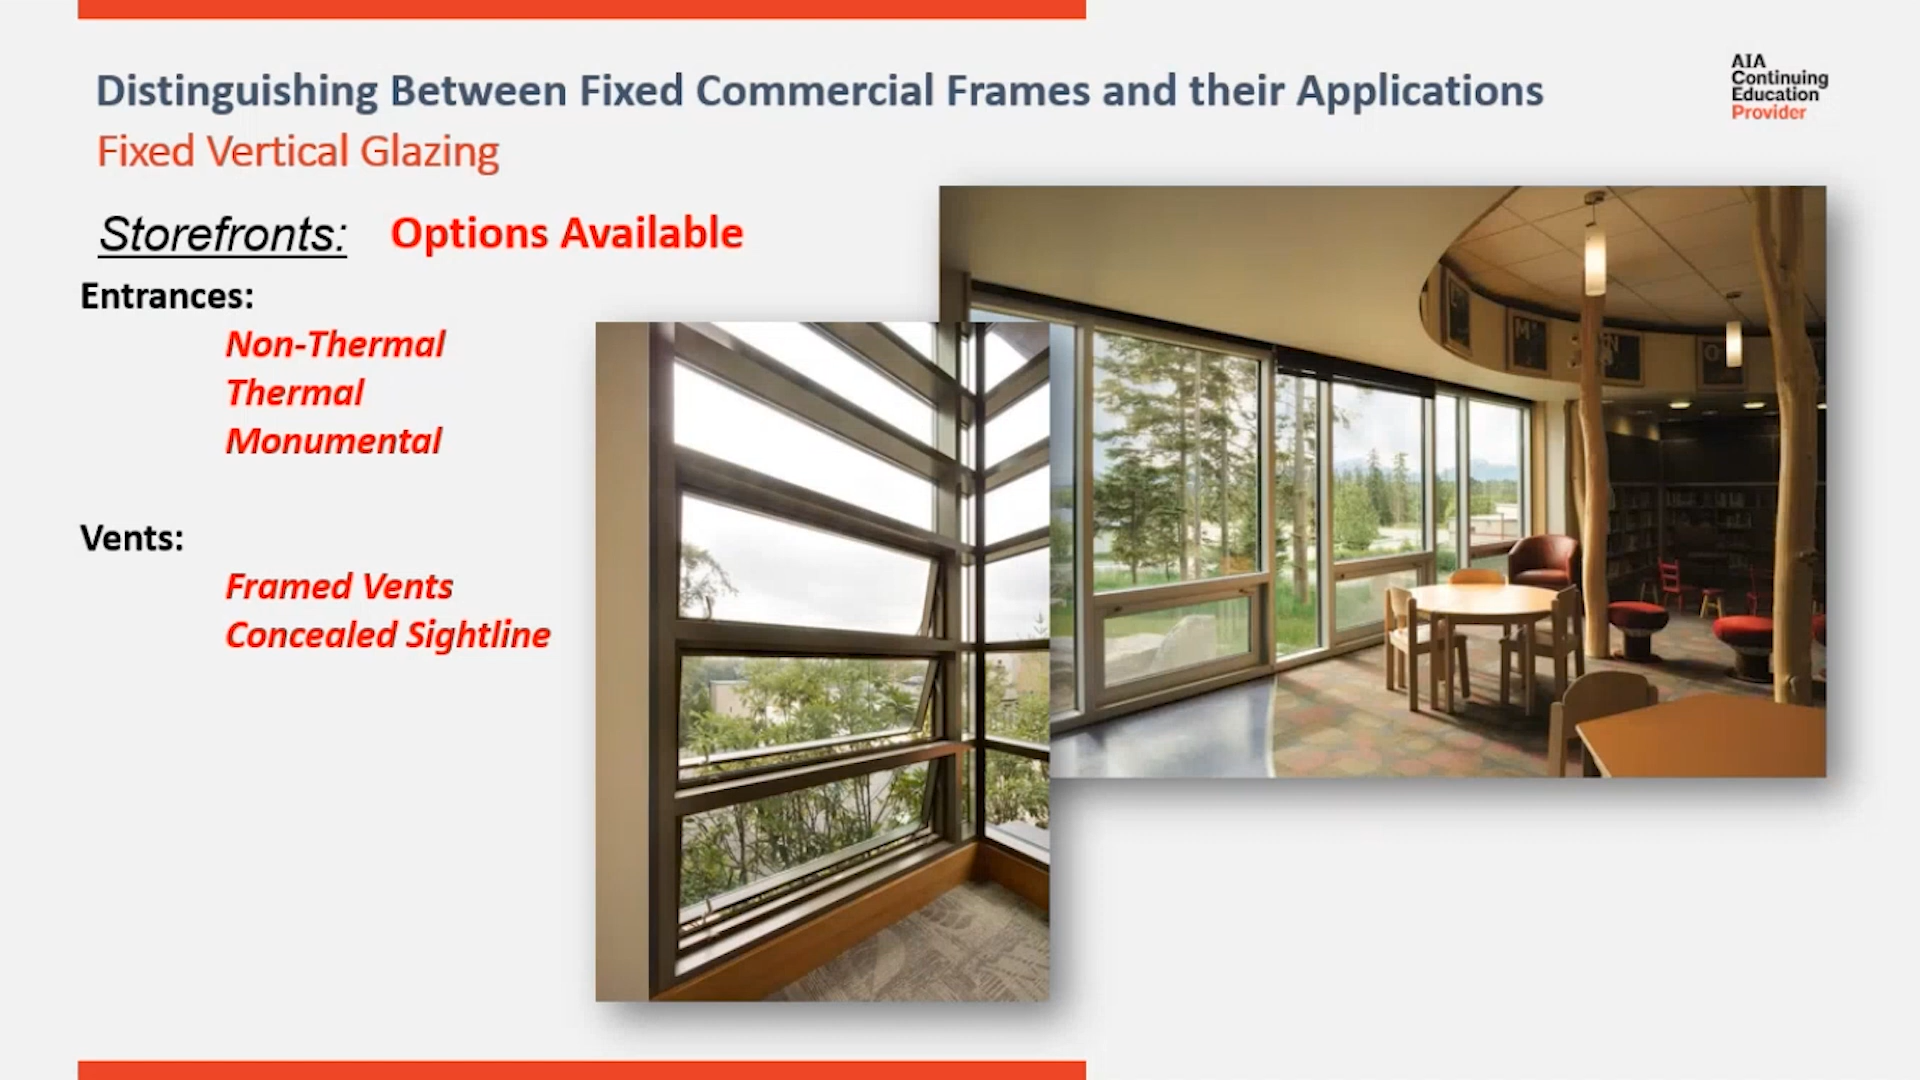 Distinguishing Between Fixed Commercial Frames and their Applications
Fixed Vertical Glazing
AIA
Continuing
Education
Provider
Storefronts: Options Available
Entrances:
Non-Thermal
Thermal
Monumental
Vents:
Framed Vents
Concealed Sightline